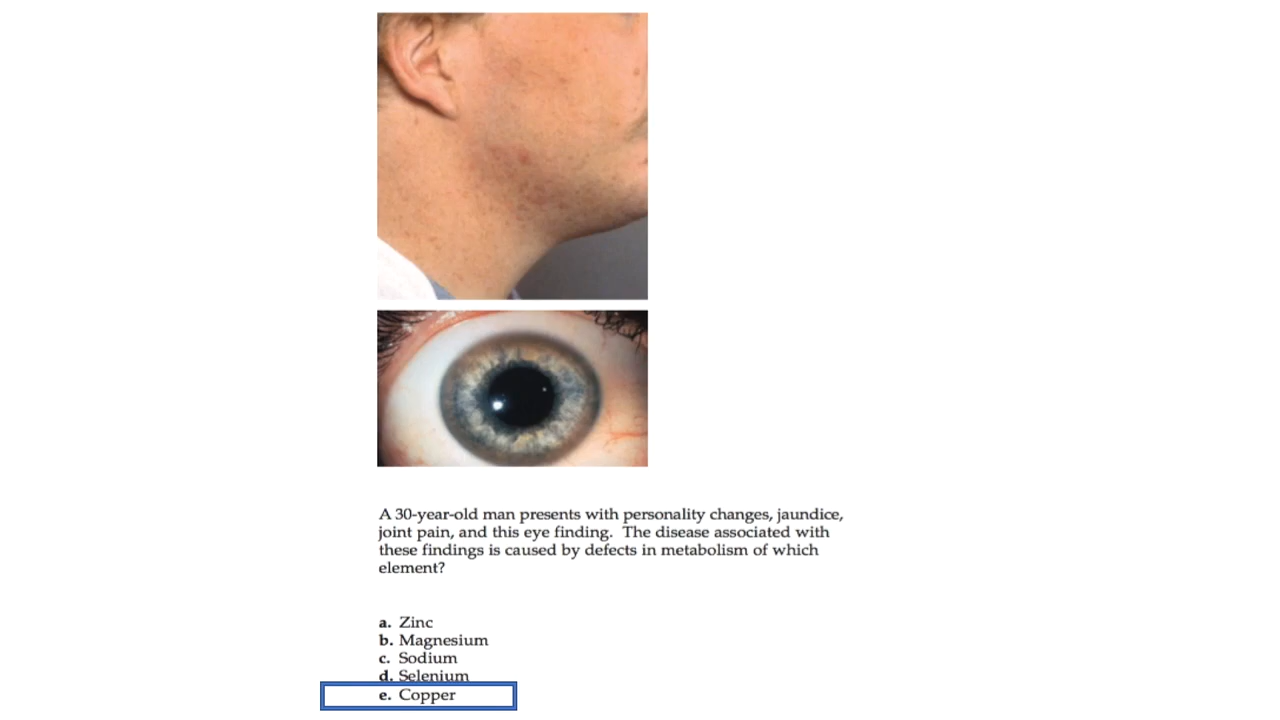 A 30-year-old man presents with personality changes, jaundice,
joint pain, and this eye finding.  The disease associated with
these findings is caused by defects in metabolism of which
element?
a. Zinc
b. Magnesium
c. Sodium
d. Selenium
e. Copper